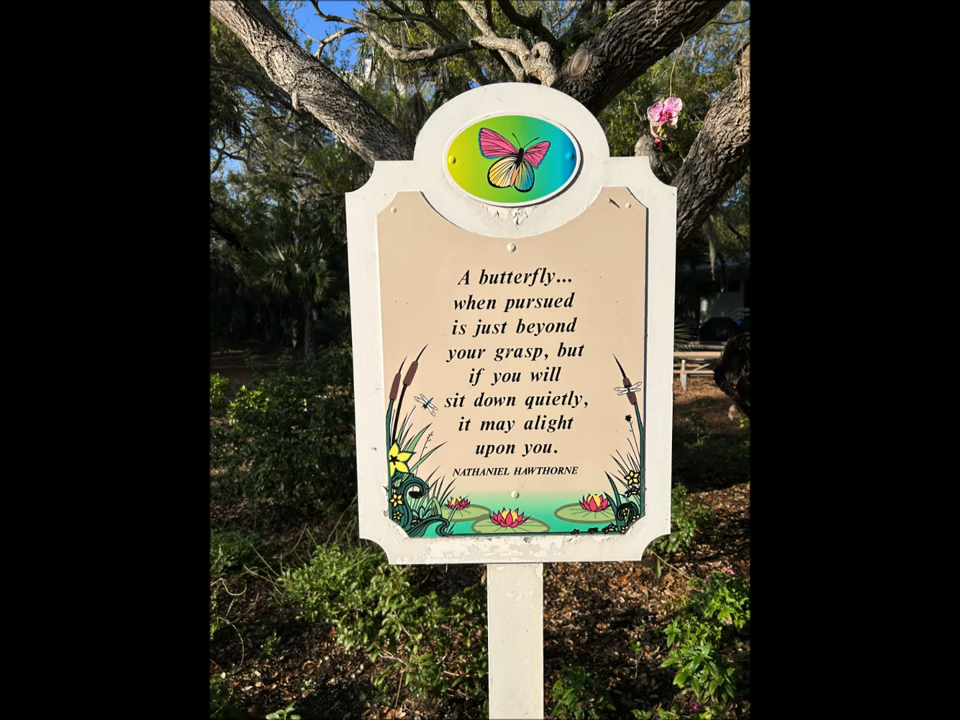 A butterfly...
when pursued
is just beyond
your grasp, but
if you will
sit down quietly,
it may alight
upon you.
NATHANIEL HAWTHORNE